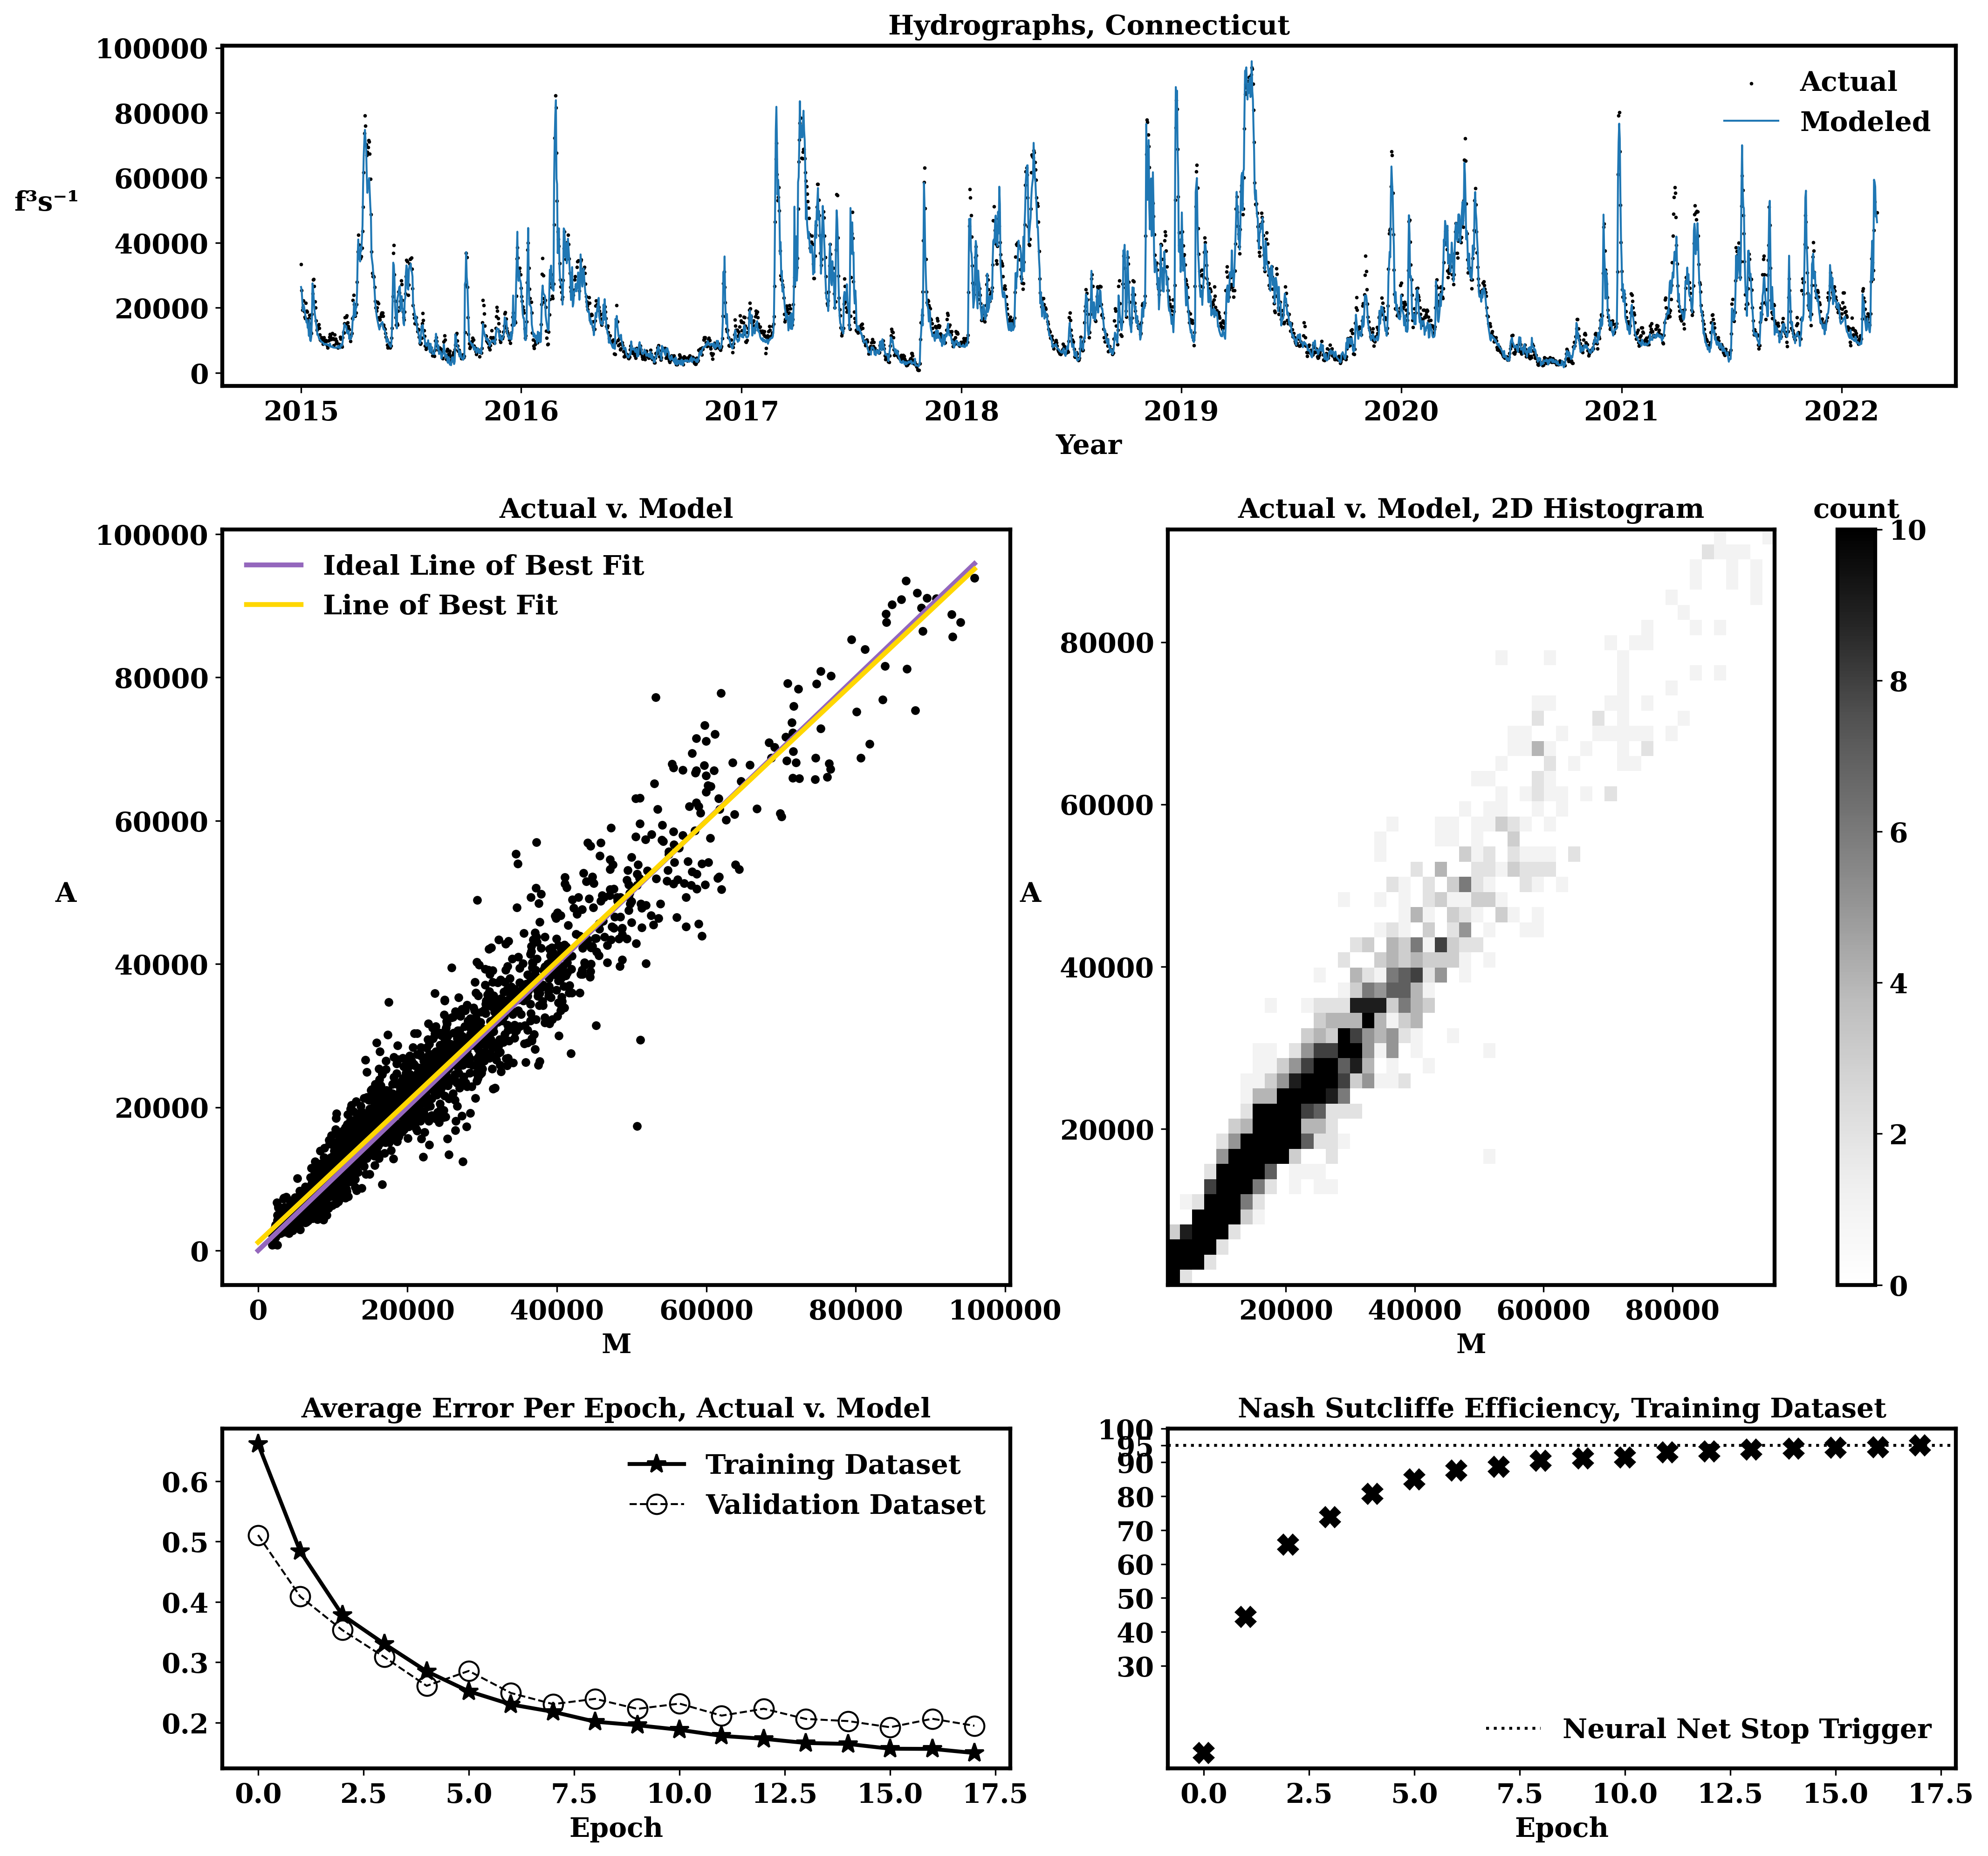 Hydrographs, Connecticut
100000
80000
60000
40000
20000
0
f³s⁻¹
Actual
Modeled
2015 2016 2017 2018 2019 2020 2021 2022
Year
Actual v. Model
100000
80000
60000
40000
20000
0
A
Ideal Line of Best Fit
Line of Best Fit
0 20000 40000 60000 80000 100000
M
Actual v. Model, 2D Histogram
80000
60000
40000
20000
A
20000 40000 60000 80000
M
count
10
8
6
4
2
0
Average Error Per Epoch, Actual v. Model
0.6
0.5
0.4
0.3
0.2
Training Dataset
Validation Dataset
0.0 2.5 5.0 7.5 10.0 12.5 15.0 17.5
Epoch
Nash Sutcliffe Efficiency, Training Dataset
100
95
90
80
70
60
50
40
30
Neural Net Stop Trigger
0.0 2.5 5.0 7.5 10.0 12.5 15.0 17.5
Epoch